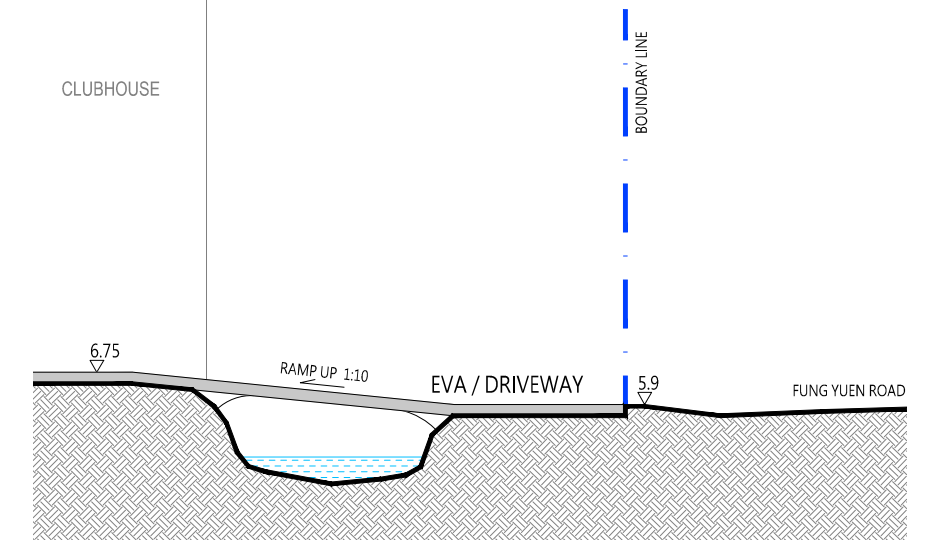 BOUNDARY LINE
CLUBHOUSE
6.75
RAMP UP 1:10
EVA / DRIVEWAY
5.9
FUNG YUEN ROAD